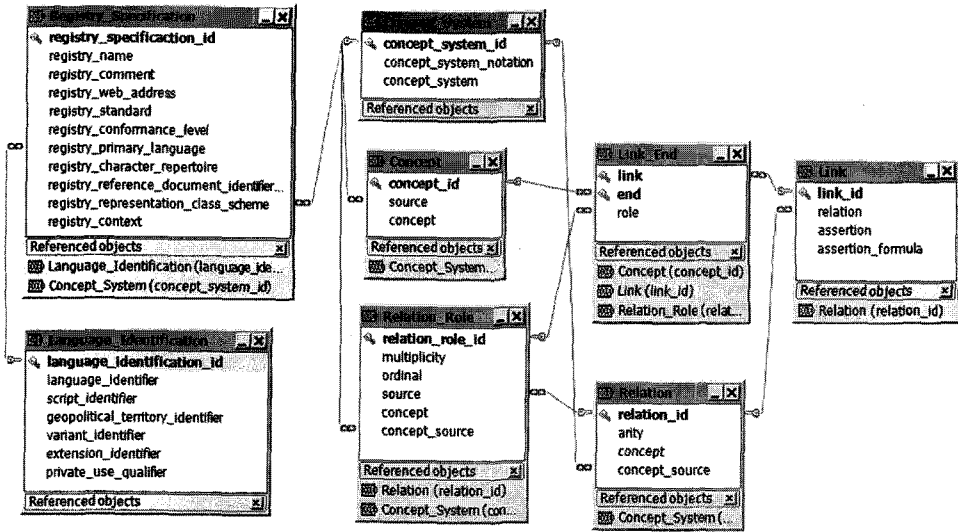 Registry_Specification
registry_specificaction_id
registry_name
registry_comment
registry_web_address
registry_standard
registry_conformance_level
registry_primary_language
registry_character_repertoire
registry_reference_document_identifier...
registry_representation_class_scheme
registry_context
Referenced objects
Language_Identification (language_ide...
Concept_System (concept_system_id)
Language_Identification
language_identification_id
language_identifier
script_identifier
geopolitical_territory_identifier
variant_identifier
extension_identifier
private_use_qualifier
Referenced objects
Concept_System
concept_system_id
concept_system_notation
concept_system
Referenced objects
Concept
concept_id
source
concept
Referenced objects
Concept_System...
Relation_Role
relation_role_id
multiplicity
ordinal
source
concept
concept_source
Referenced objects
Relation (relation_id)
Concept_System (con...
Link_End
link
end
role
Referenced objects
Concept (concept_id)
Link (link_id)
Relation_Role (relat...
Relation
relation_id
arity
concept
concept_source
Referenced objects
Concept_System (...
Link
link_id
relation
assertion
assertion_formula
Referenced objects
Relation (relation_id)